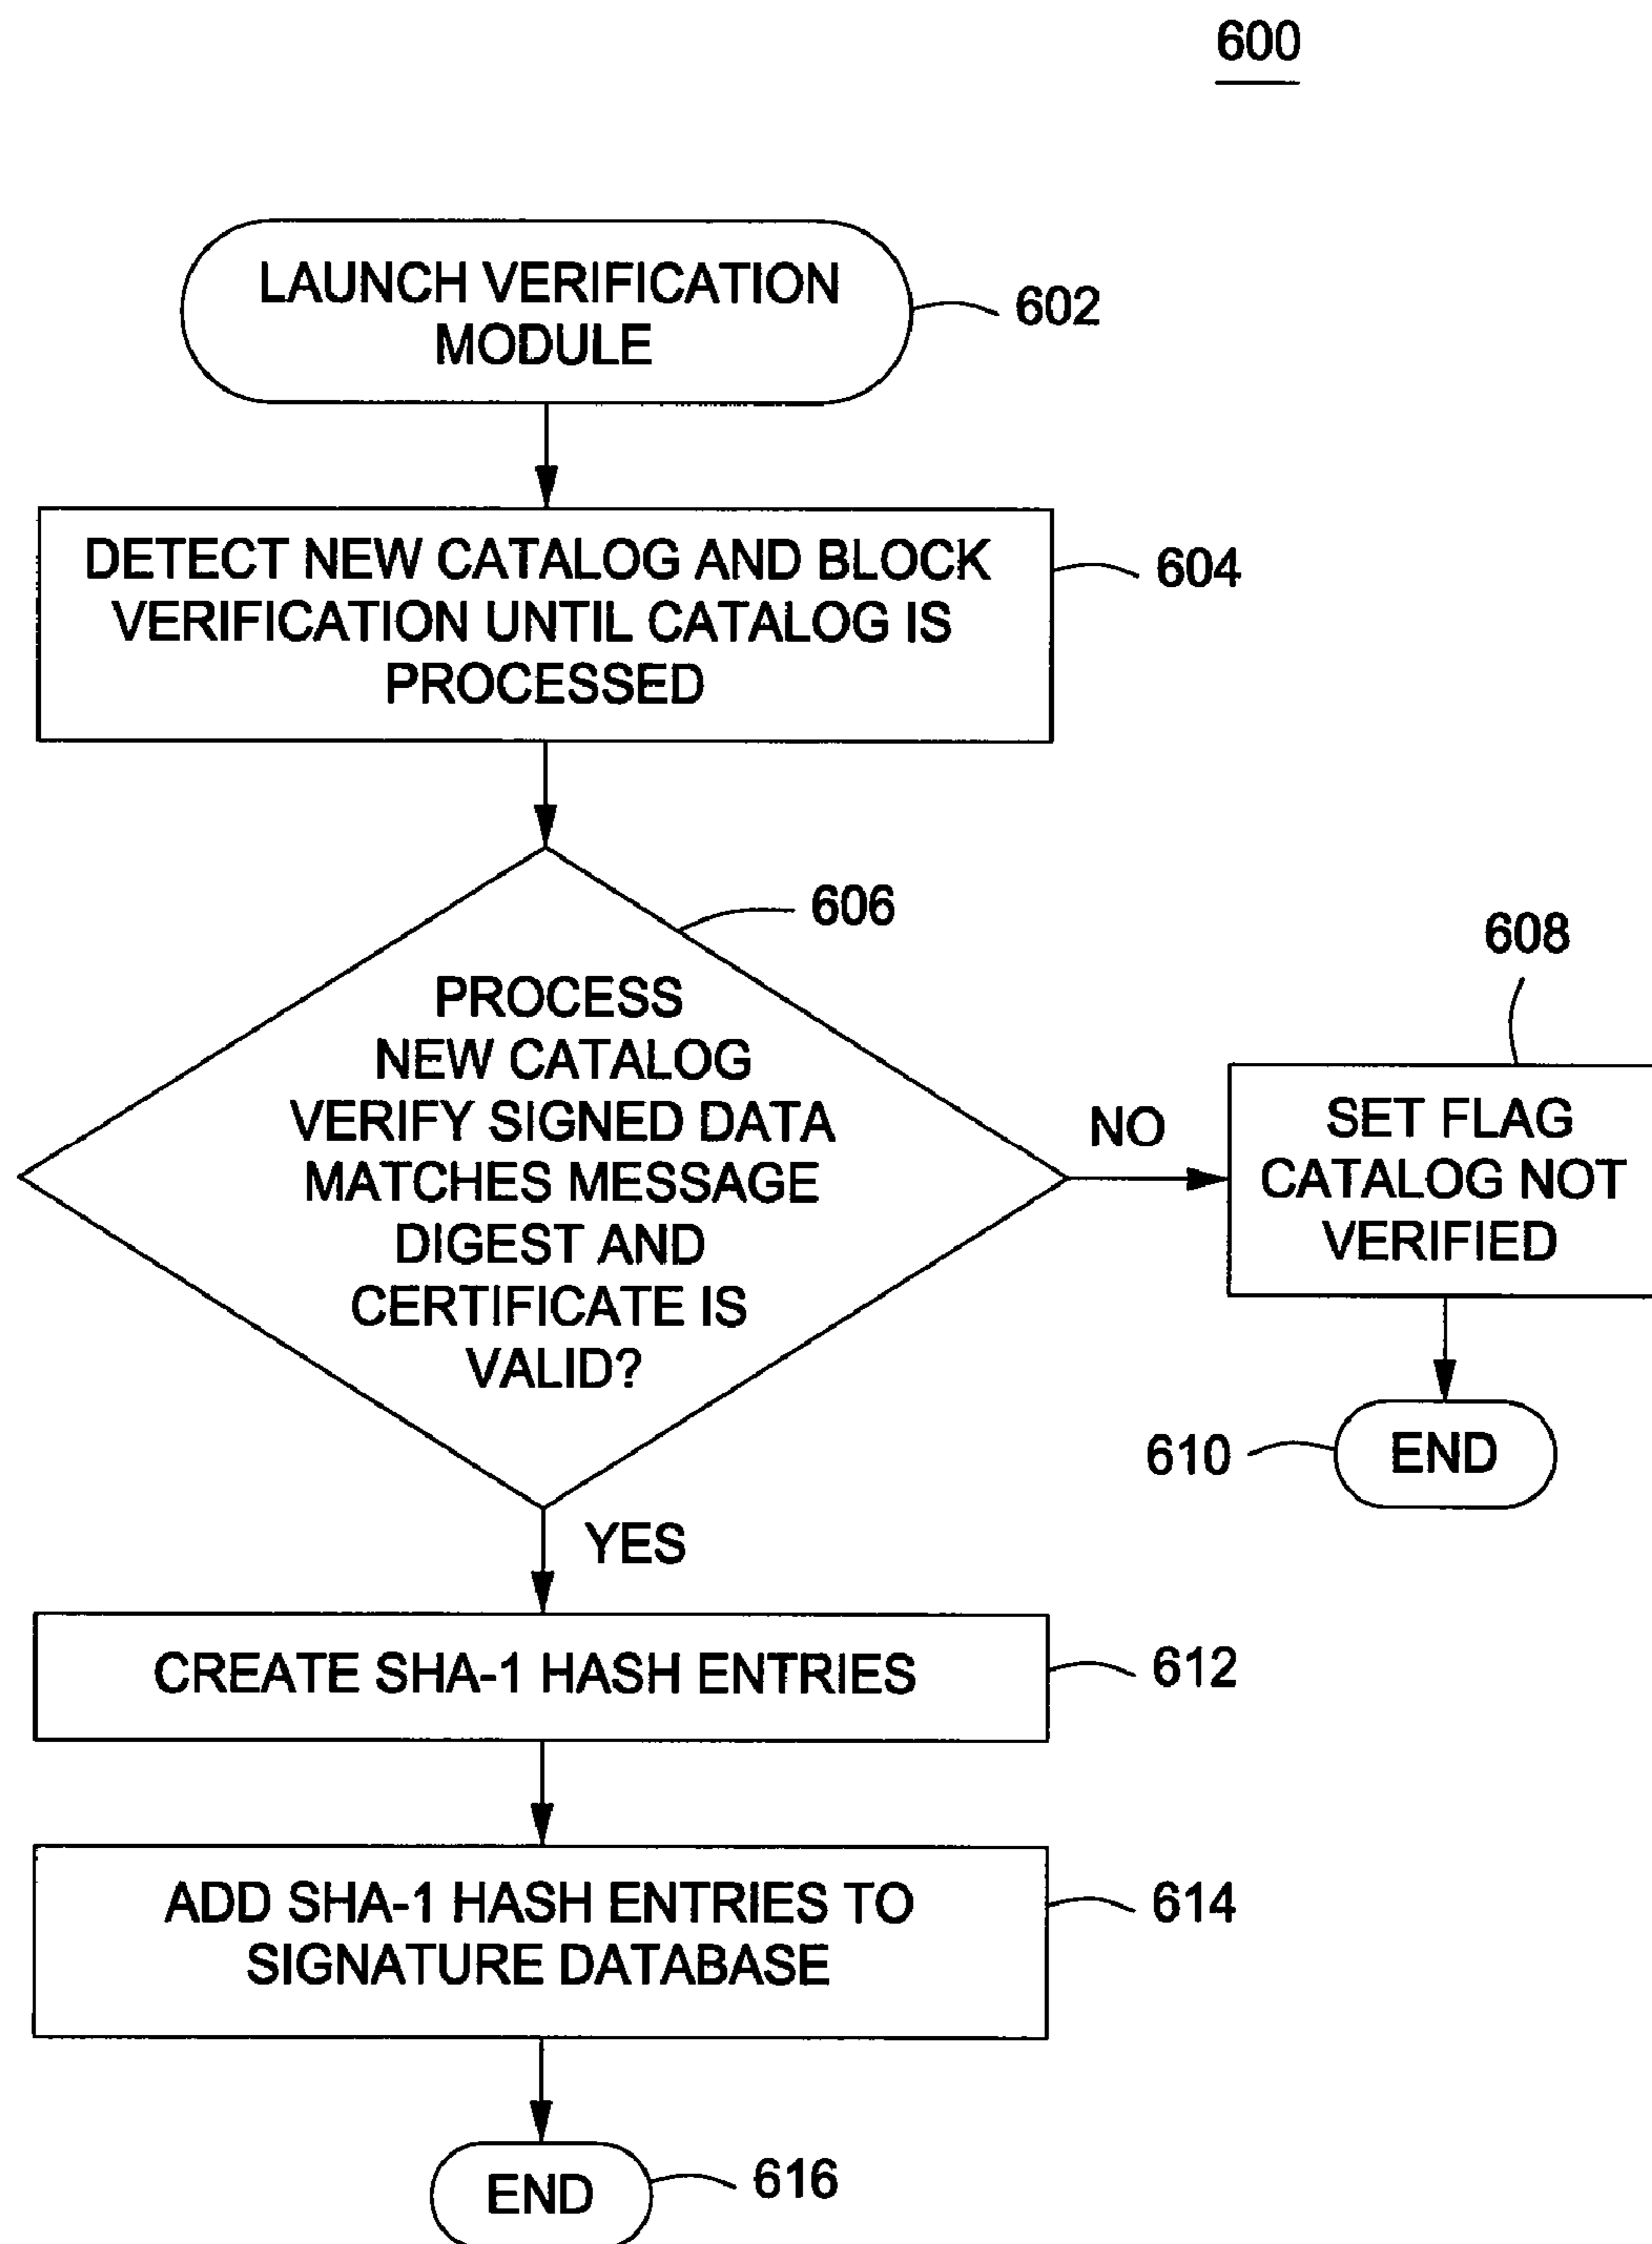 600
LAUNCH VERIFICATION
MODULE
602
DETECT NEW CATALOG AND BLOCK
VERIFICATION UNTIL CATALOG IS
PROCESSED
604
606
PROCESS
NEW CATALOG
VERIFY SIGNED DATA
MATCHES MESSAGE
DIGEST AND
CERTIFICATE IS
VALID?
NO
608
SET FLAG
CATALOG NOT
VERIFIED
610
END
YES
CREATE SHA-1 HASH ENTRIES
612
ADD SHA-1 HASH ENTRIES TO
SIGNATURE DATABASE
614
END
616